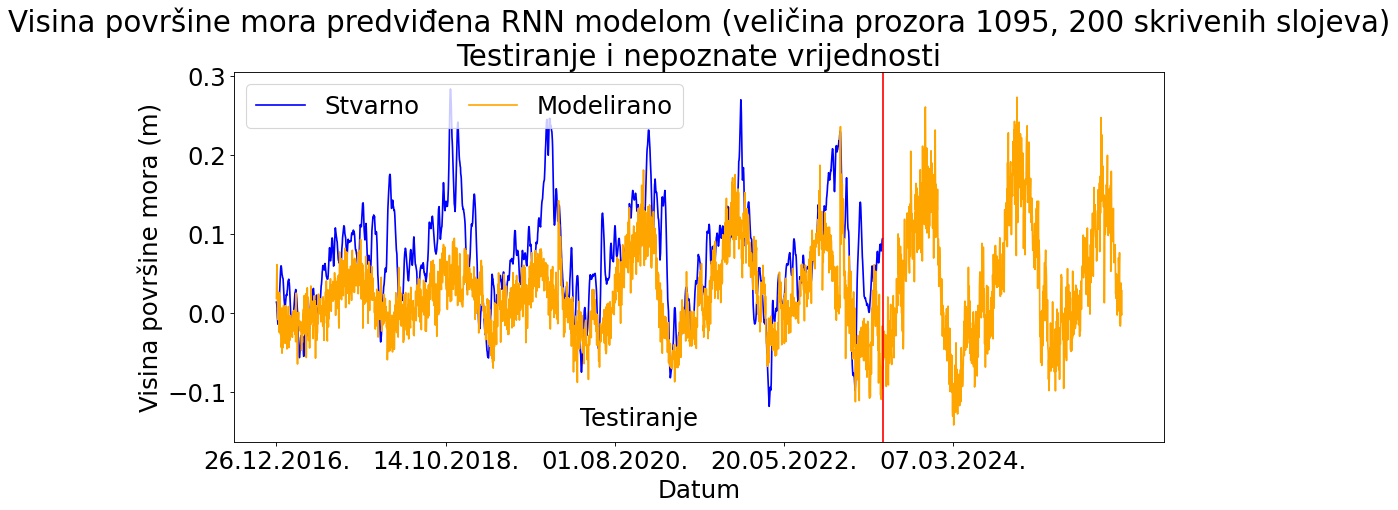 Visina površine mora predviđena RNN modelom (veličina prozora 1095, 200 skrivenih slojeva)
Testiranje i nepoznate vrijednosti
Stvarno
Modelirano
Visina površine mora (m)
0.3
0.2
0.1
0.0
−0.1
Testiranje
26.12.2016.
14.10.2018.
01.08.2020.
20.05.2022.
07.03.2024.
Datum